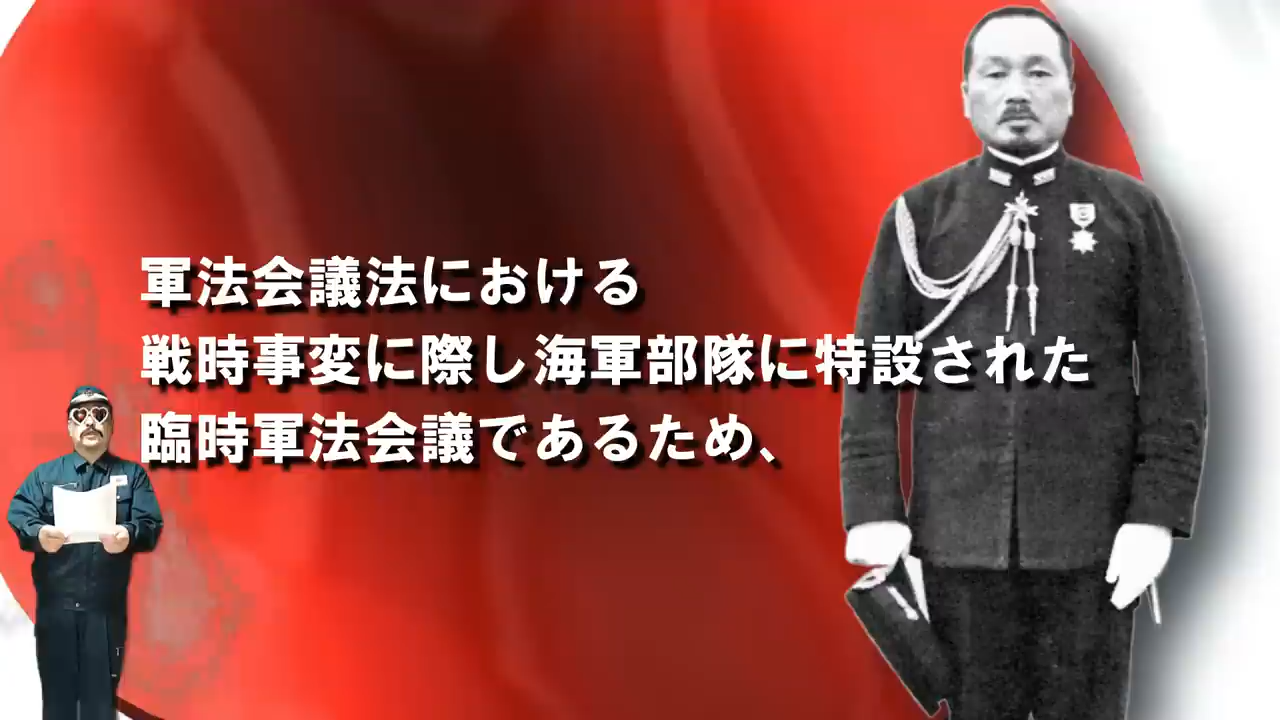 軍法会議法における
戦時事変に際し海軍部隊に特設された
臨時軍法会議であるため、